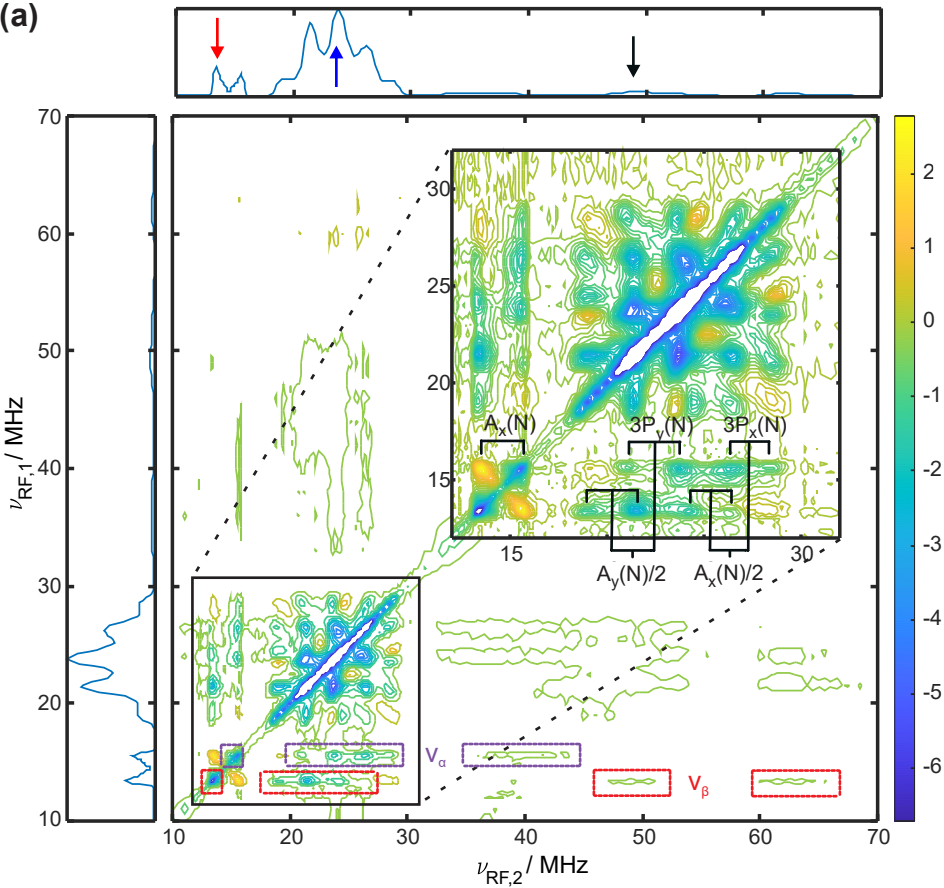 (a)
70
60
50
40
30
20
10
ν_RF,1 / MHz
30
25
20
15
A_x(N)
3P_y(N)
3P_x(N)
15
30
A_y(N)/2
A_x(N)/2
ν_α
ν_β
10
20
30
40
50
60
70
ν_RF,2 / MHz
2
1
0
-1
-2
-3
-4
-5
-6